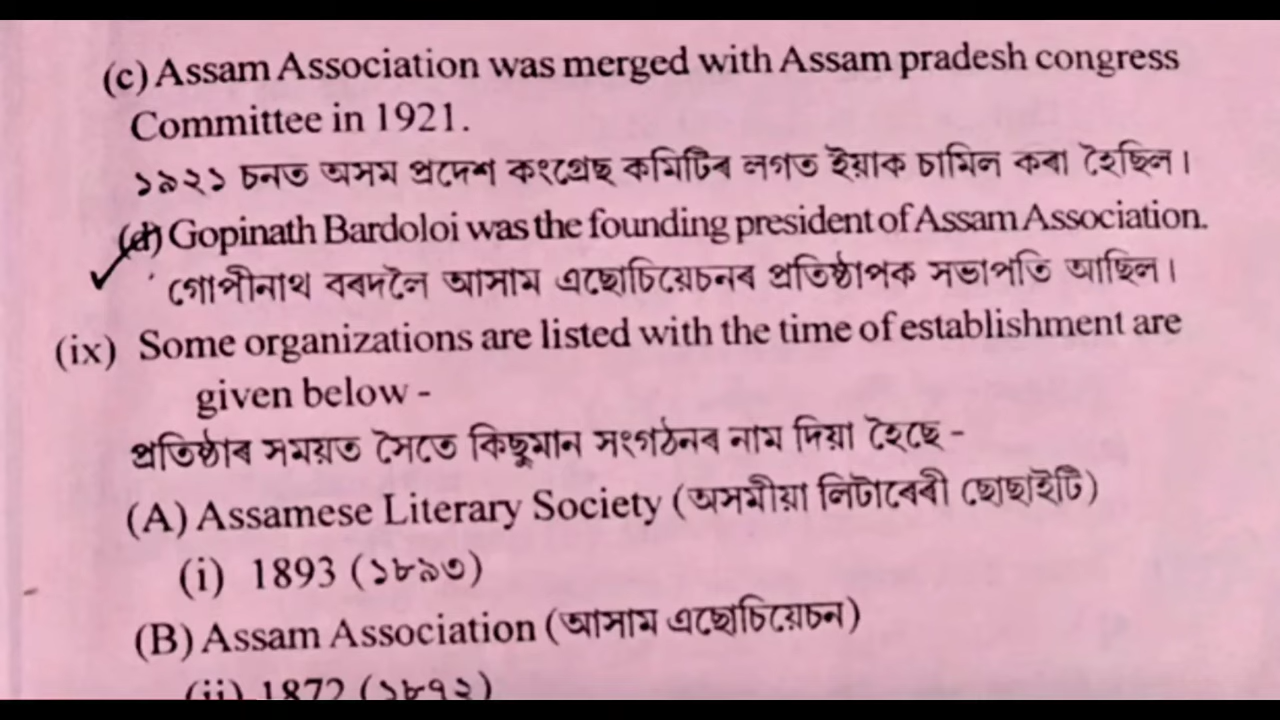 (c) Assam Association was merged with Assam pradesh congress
Committee in 1921.
১৯২১ চনত অসম প্ৰদেশ কংগ্ৰেছ কমিটিৰ লগত ইয়াক চামিল কৰা হৈছিল।
(d) Gopinath Bardoloi was the founding president of Assam Association.
গোপীনাথ বৰদলৈ আসাম এছোচিয়েচনৰ প্ৰতিষ্ঠাপক সভাপতি আছিল।
(ix) Some organizations are listed with the time of establishment are
given below -
প্ৰতিষ্ঠাৰ সময়ত সৈতে কিছুমান সংগঠনৰ নাম দিয়া হৈছে -
(A) Assamese Literary Society (অসমীয়া লিটাৰেৰী ছোছাইটি)
(i) 1893 (১৮৯৩)
(B) Assam Association (আসাম এছোচিয়েচন)
(ii) 1872 (১৮৭২)